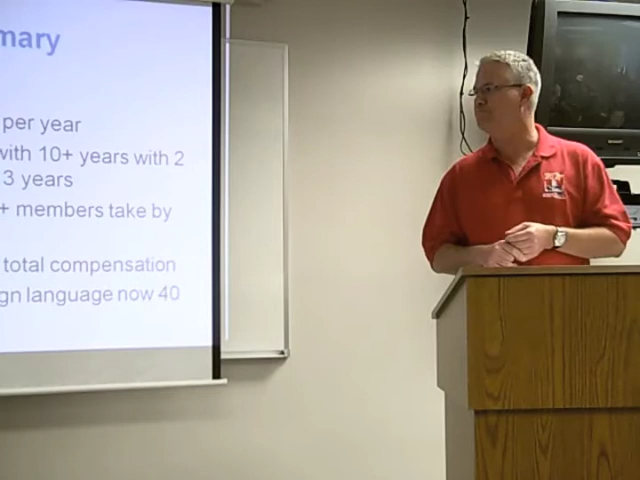 mary
per year
with 10+ years with 2
3 years
+ members take by
total compensation
gn language now 40